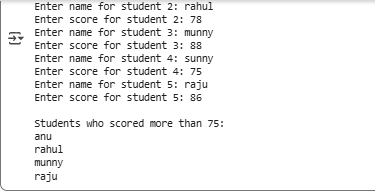 Enter name for student 2: rahul
Enter score for student 2: 78
Enter name for student 3: munny
Enter score for student 3: 88
Enter name for student 4: sunny
Enter score for student 4: 75
Enter name for student 5: raju
Enter score for student 5: 86

Students who scored more than 75:
anu
rahul
munny
raju